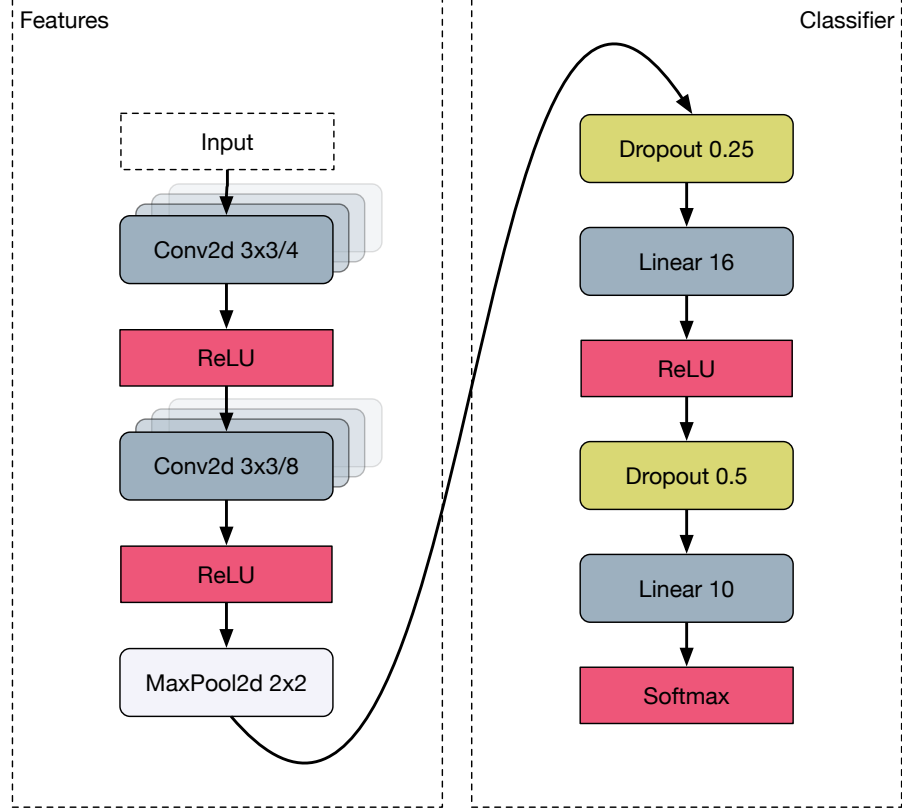 Features
Input
Conv2d 3x3/4
ReLU
Conv2d 3x3/8
ReLU
MaxPool2d 2x2
Classifier
Dropout 0.25
Linear 16
ReLU
Dropout 0.5
Linear 10
Softmax